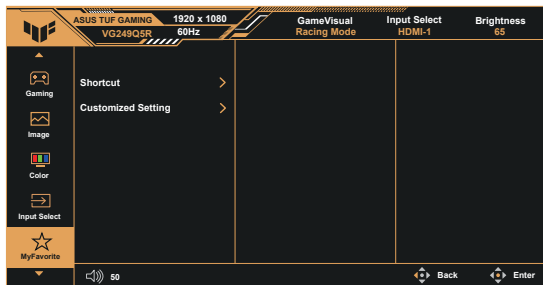 ASUS TUF GAMING
VG249Q5R
1920 x 1080
60Hz
GameVisual
Racing Mode
Input Select
HDMI-1
Brightness
65
Gaming
Image
Color
Input Select
MyFavorite
Shortcut
Customized Setting
50
Back
Enter